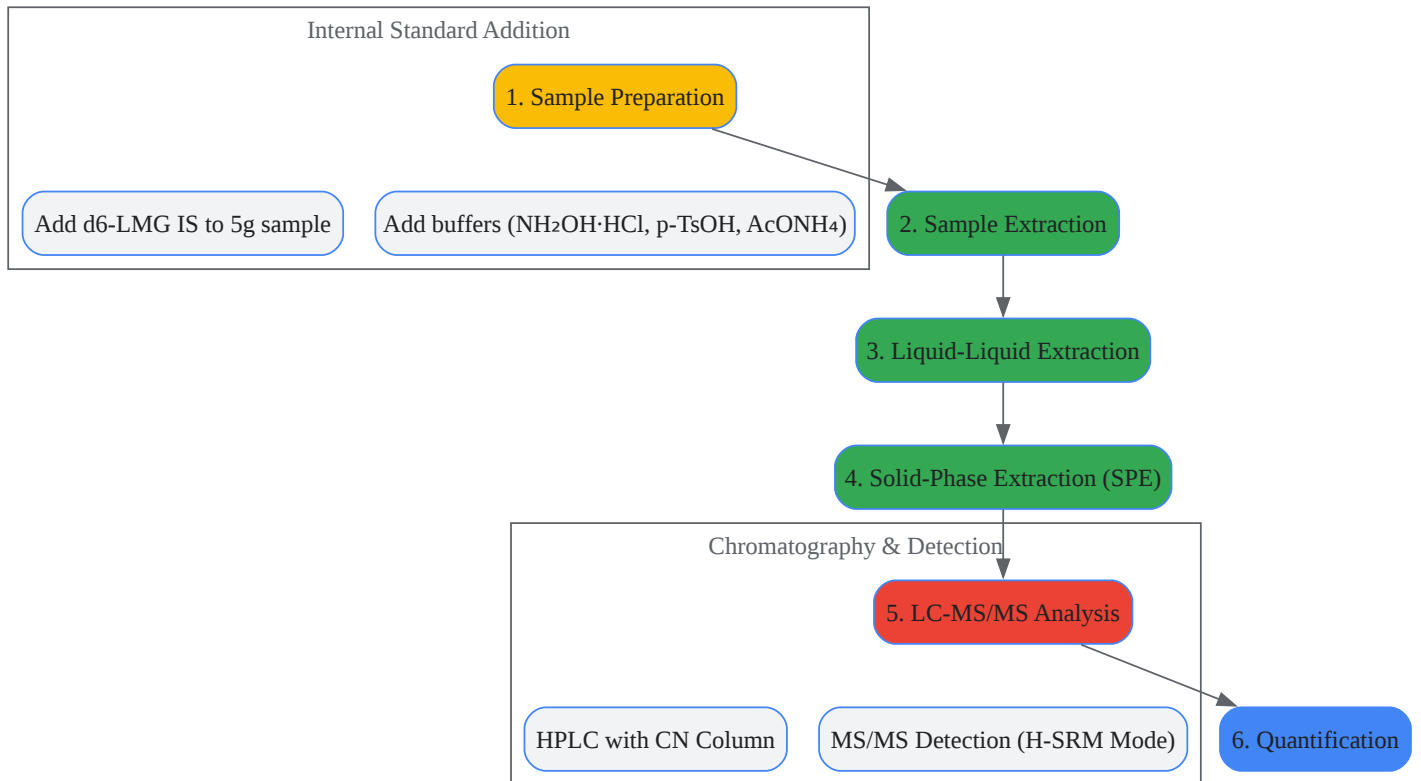 Internal Standard Addition
1. Sample Preparation
Add d6-LMG IS to 5g sample
Add buffers (NH₂OH·HCl, p-TsOH, AcONH₄)
2. Sample Extraction
3. Liquid-Liquid Extraction
4. Solid-Phase Extraction (SPE)
Chromatography & Detection
5. LC-MS/MS Analysis
HPLC with CN Column
MS/MS Detection (H-SRM Mode)
6. Quantification